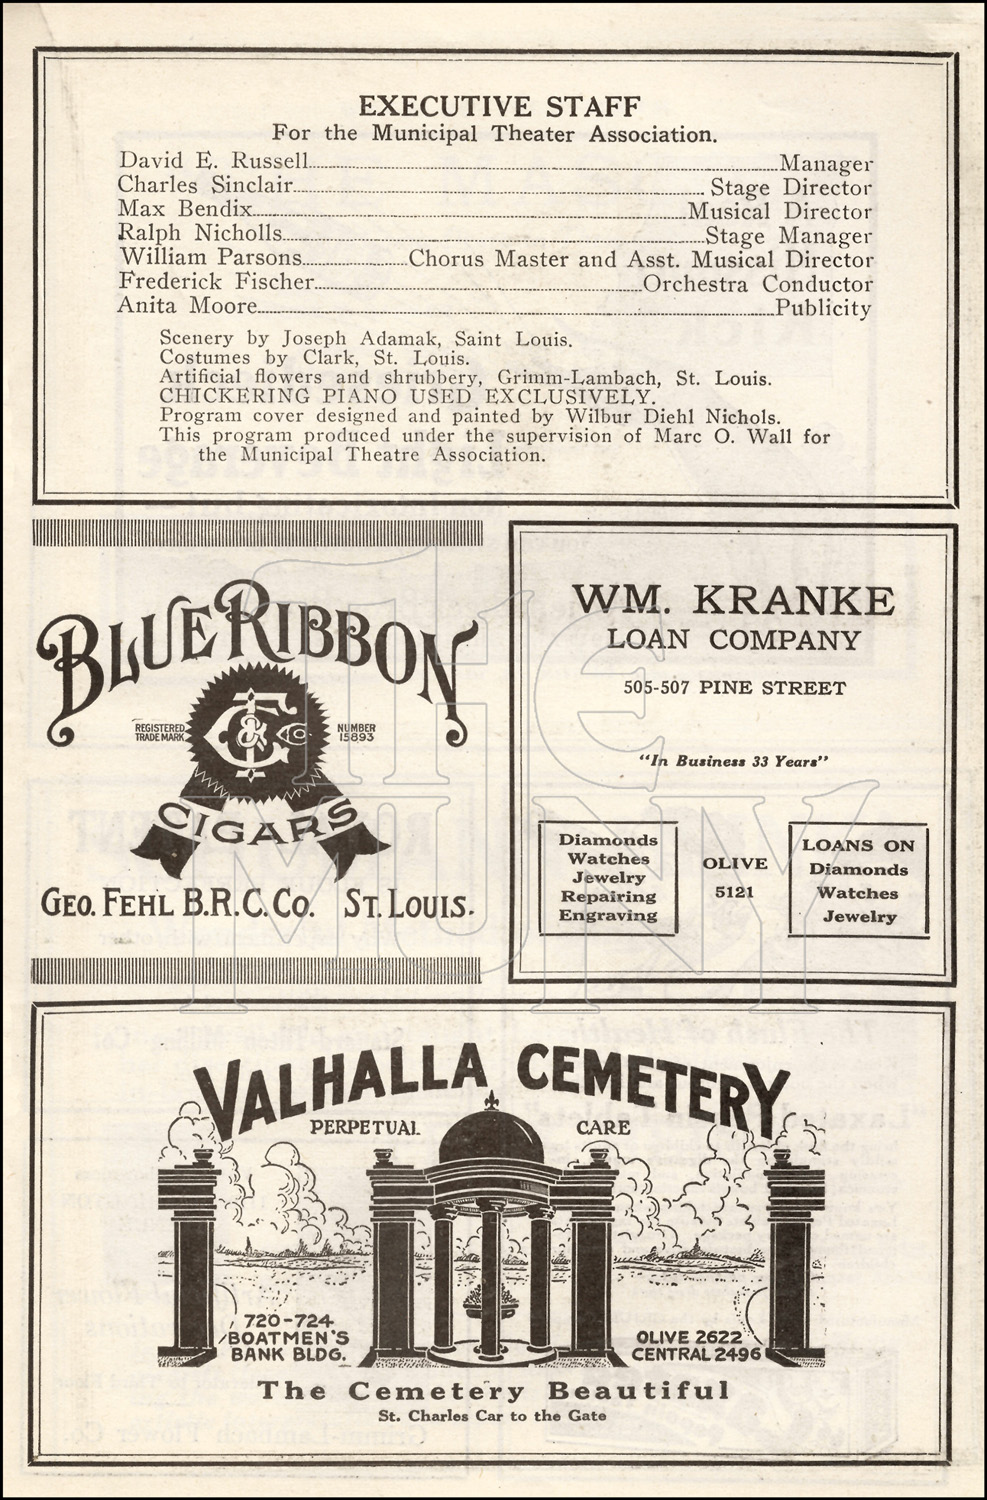 EXECUTIVE STAFF
For the Municipal Theater Association.
David E. Russell........Manager
Charles Sinclair........Stage Director
Max Bendix........Musical Director
Ralph Nicholls........Stage Manager
William Parsons........Chorus Master and Asst. Musical Director
Frederick Fischer........Orchestra Conductor
Anita Moore........Publicity
Scenery by Joseph Adamak, Saint Louis.
Costumes by Clark, St. Louis.
Artificial flowers and shrubbery, Grimm-Lambach, St. Louis.
CHICKERING PIANO USED EXCLUSIVELY.
Program cover designed and painted by Wilbur Diehl Nichols.
This program produced under the supervision of Marc O. Wall for
the Municipal Theatre Association.
BLUE RIBBON
REGISTERED
TRADE MARK
NUMBER
15893
CIGARS
GEO. FEHL B.R.C. CO. ST. LOUIS.
WM. KRANKE
LOAN COMPANY
505-507 PINE STREET
"In Business 33 Years"
Diamonds
Watches
Jewelry
Repairing
Engraving
OLIVE
5121
LOANS ON
Diamonds
Watches
Jewelry
THE
MUNY
VALHALLA CEMETERY
PERPETUAL CARE
720-724
BOATMEN'S
BANK BLDG.
OLIVE 2622
CENTRAL 2496
The Cemetery Beautiful
St. Charles Car to the Gate